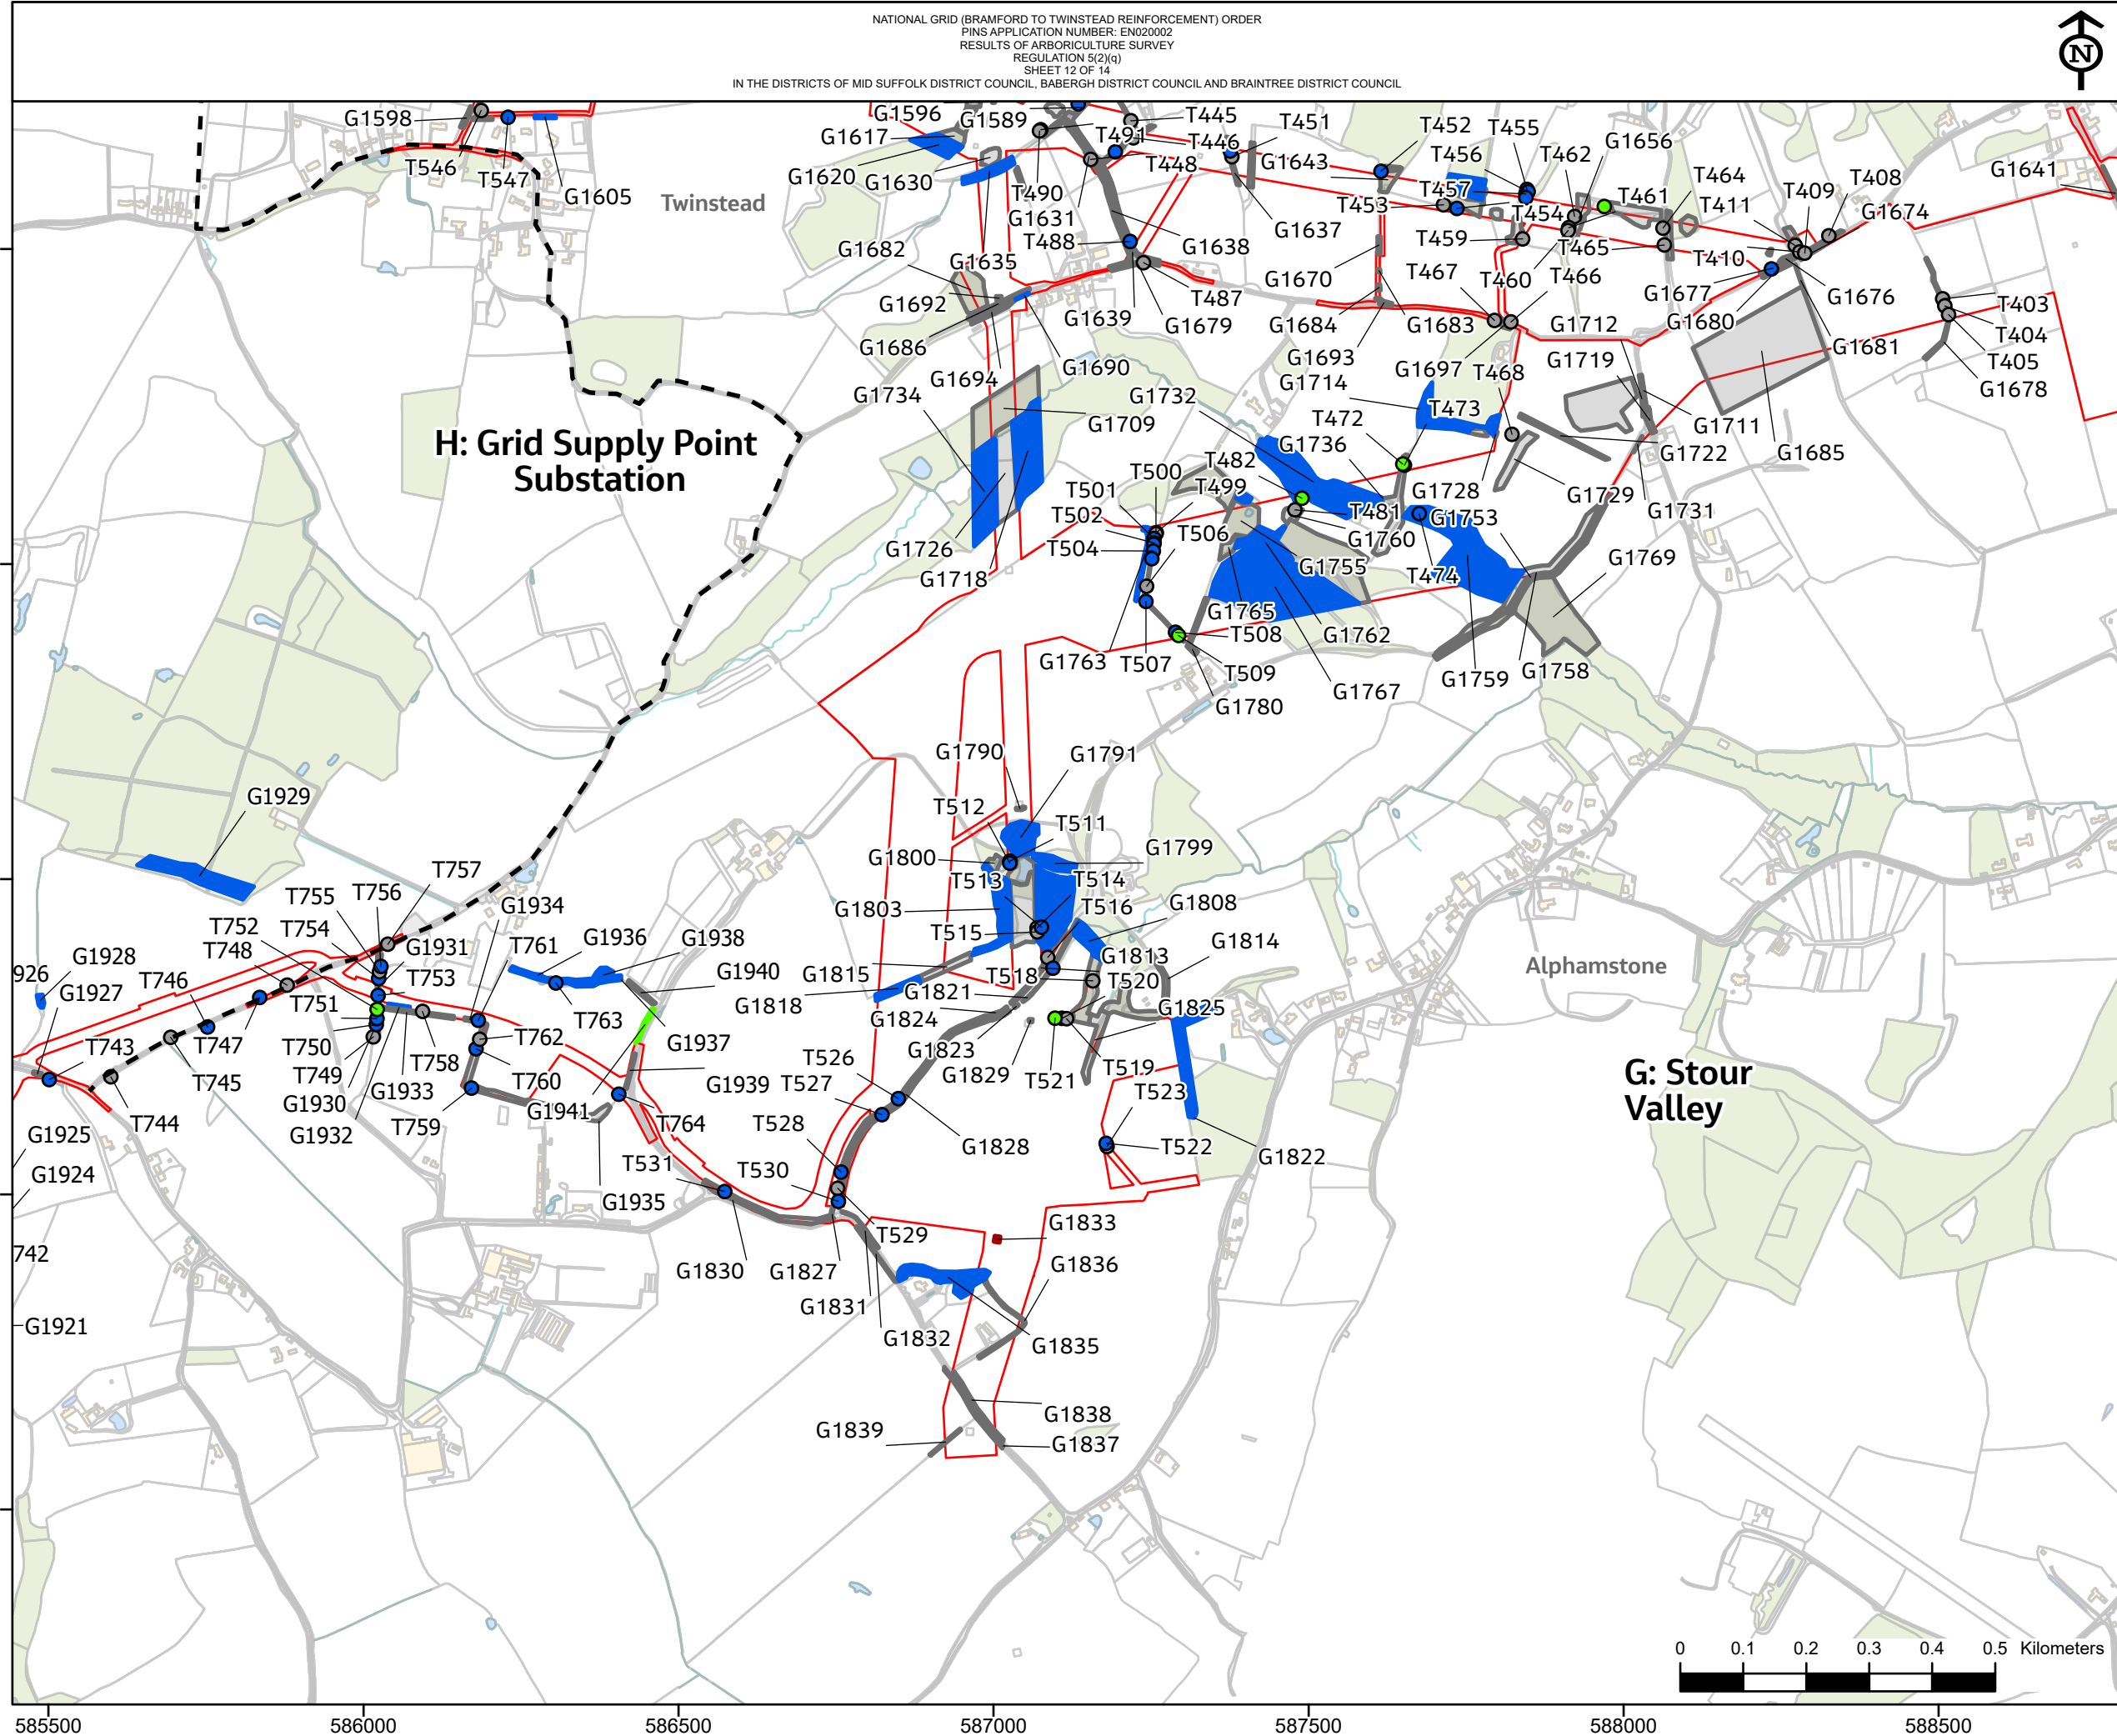 NATIONAL GRID (BRAMFORD TO TWINSTEAD REINFORCEMENT) ORDER
PINS APPLICATION NUMBER: EN020002
RESULTS OF ARBORICULTURE SURVEY
REGULATION 5(2)(q)
SHEET 12 OF 14
IN THE DISTRICTS OF MID SUFFOLK DISTRICT COUNCIL, BABERGH DISTRICT COUNCIL AND BRAINTREE DISTRICT COUNCIL
N
G1598
G1596
G1589
T445
T451
T452
T455
G1656
G1617
T491
T446
G1643
T456
T462
G1641
T546
T547
G1605
G1620
G1630
T490
T448
T457
T461
T464
T409
T408
Twinstead
G1631
G1637
T453
T454
T411
G1674
G1682
G1635
T488
G1638
T459
T465
T410
G1692
G1670
T467
T460
T466
G1677
G1676
T487
T403
G1639
G1679
G1684
G1683
G1712
G1680
T404
G1686
G1690
G1693
G1697
G1719
G1681
T405
G1694
G1714
T468
G1678
G1734
G1732
T472
T473
G1709
G1711
H: Grid Supply Point
Substation
G1736
G1722
G1685
T500
T482
T501
T499
G1728
G1729
T502
T481
G1753
G1731
G1726
T504
T506
G1760
G1769
G1718
G1755
T474
G1765
T508
G1762
G1763
T507
T509
G1767
G1759
G1758
G1780
G1790
G1791
G1929
T512
T511
G1800
G1799
T757
T513
T514
T755
T756
G1934
G1803
T516
G1808
T752
T754
T748
G1931
T761
G1936
G1938
T515
G1814
G1928
926
T746
T753
G1940
G1815
T518
G1813
Alphamstone
G1927
T751
G1818
G1821
T520
T763
G1824
G1825
T743
T747
T750
T762
G1937
G1823
T749
T758
T526
G1829
T519
T745
G1930
G1933
T760
G1939
T527
T521
G: Stour
Valley
T744
G1932
T759
G1941
T764
T528
T523
G1925
G1828
T522
G1822
G1924
T531
T530
G1935
T529
G1833
742
G1830
G1827
G1836
G1831
G1921
G1832
G1835
G1838
G1839
G1837
0 0.1 0.2 0.3 0.4 0.5 Kilometers
585500 586000 586500 587000 587500 588000 588500